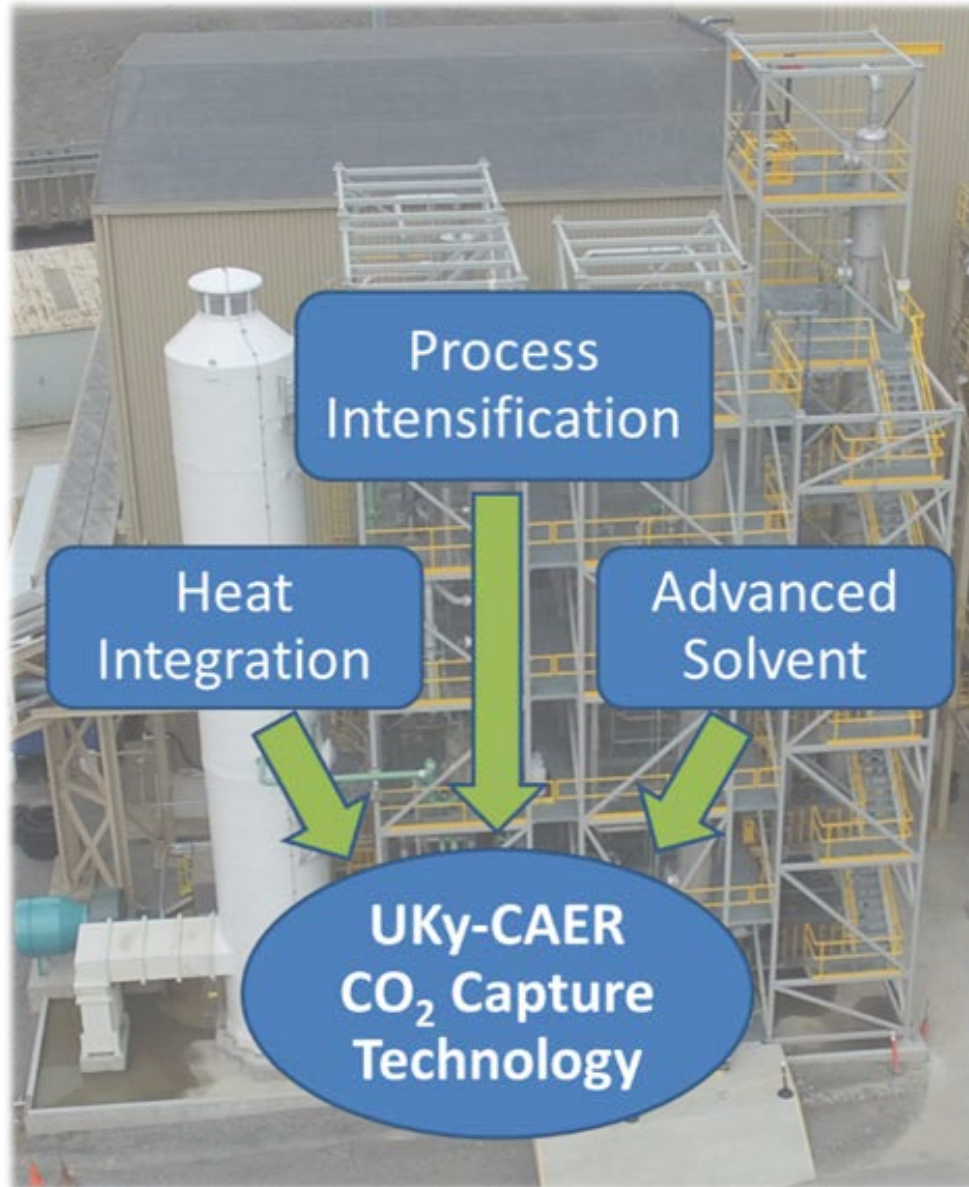 Process
Intensification
Heat
Integration
Advanced
Solvent
UKy-CAER
CO₂ Capture
Technology